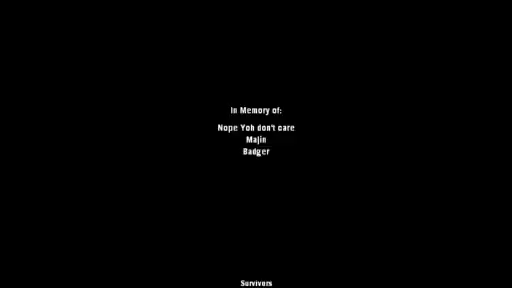 In Memory of:
Nope Yoh don't care
Majin
Badger
Survivors